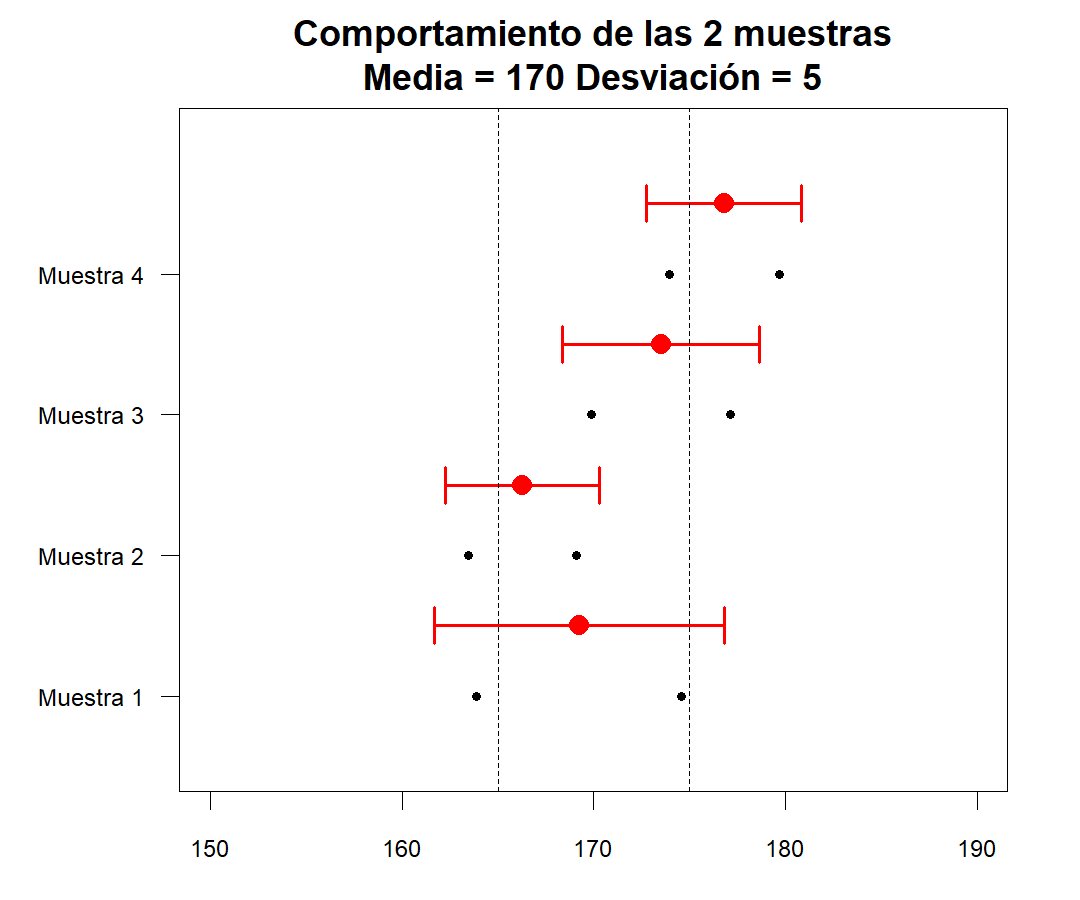 Comportamiento de las 2 muestras
Media = 170 Desviación = 5
Muestra 4
Muestra 3
Muestra 2
Muestra 1
150 160 170 180 190